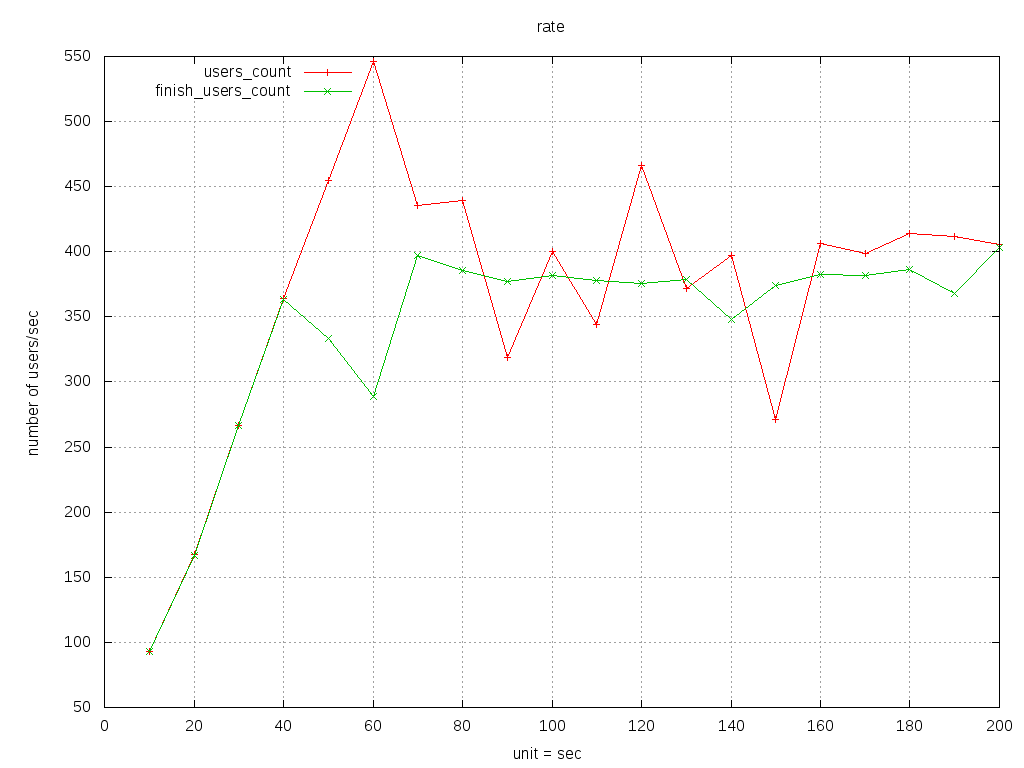 rate
users_count
finish_users_count
550
500
450
400
350
300
250
200
150
100
50
number of users/sec
0 20 40 60 80 100 120 140 160 180 200
unit = sec